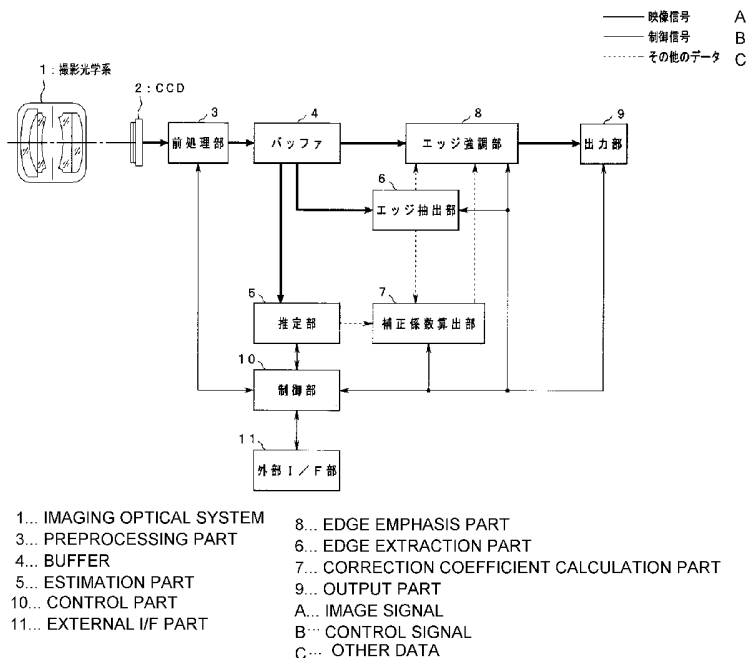 映像信号 A
制御信号 B
その他のデータ C
1：撮影光学系
2：CCD
3
前処理部
4
バッファ
8
エッジ強調部
9
出力部
6
エッジ抽出部
5
推定部
7
補正係数算出部
10
制御部
11
外部I／F部
1... IMAGING OPTICAL SYSTEM
3... PREPROCESSING PART
4... BUFFER
5... ESTIMATION PART
10... CONTROL PART
11... EXTERNAL I/F PART
8... EDGE EMPHASIS PART
6... EDGE EXTRACTION PART
7... CORRECTION COEFFICIENT CALCULATION PART
9... OUTPUT PART
A... IMAGE SIGNAL
B... CONTROL SIGNAL
C... OTHER DATA